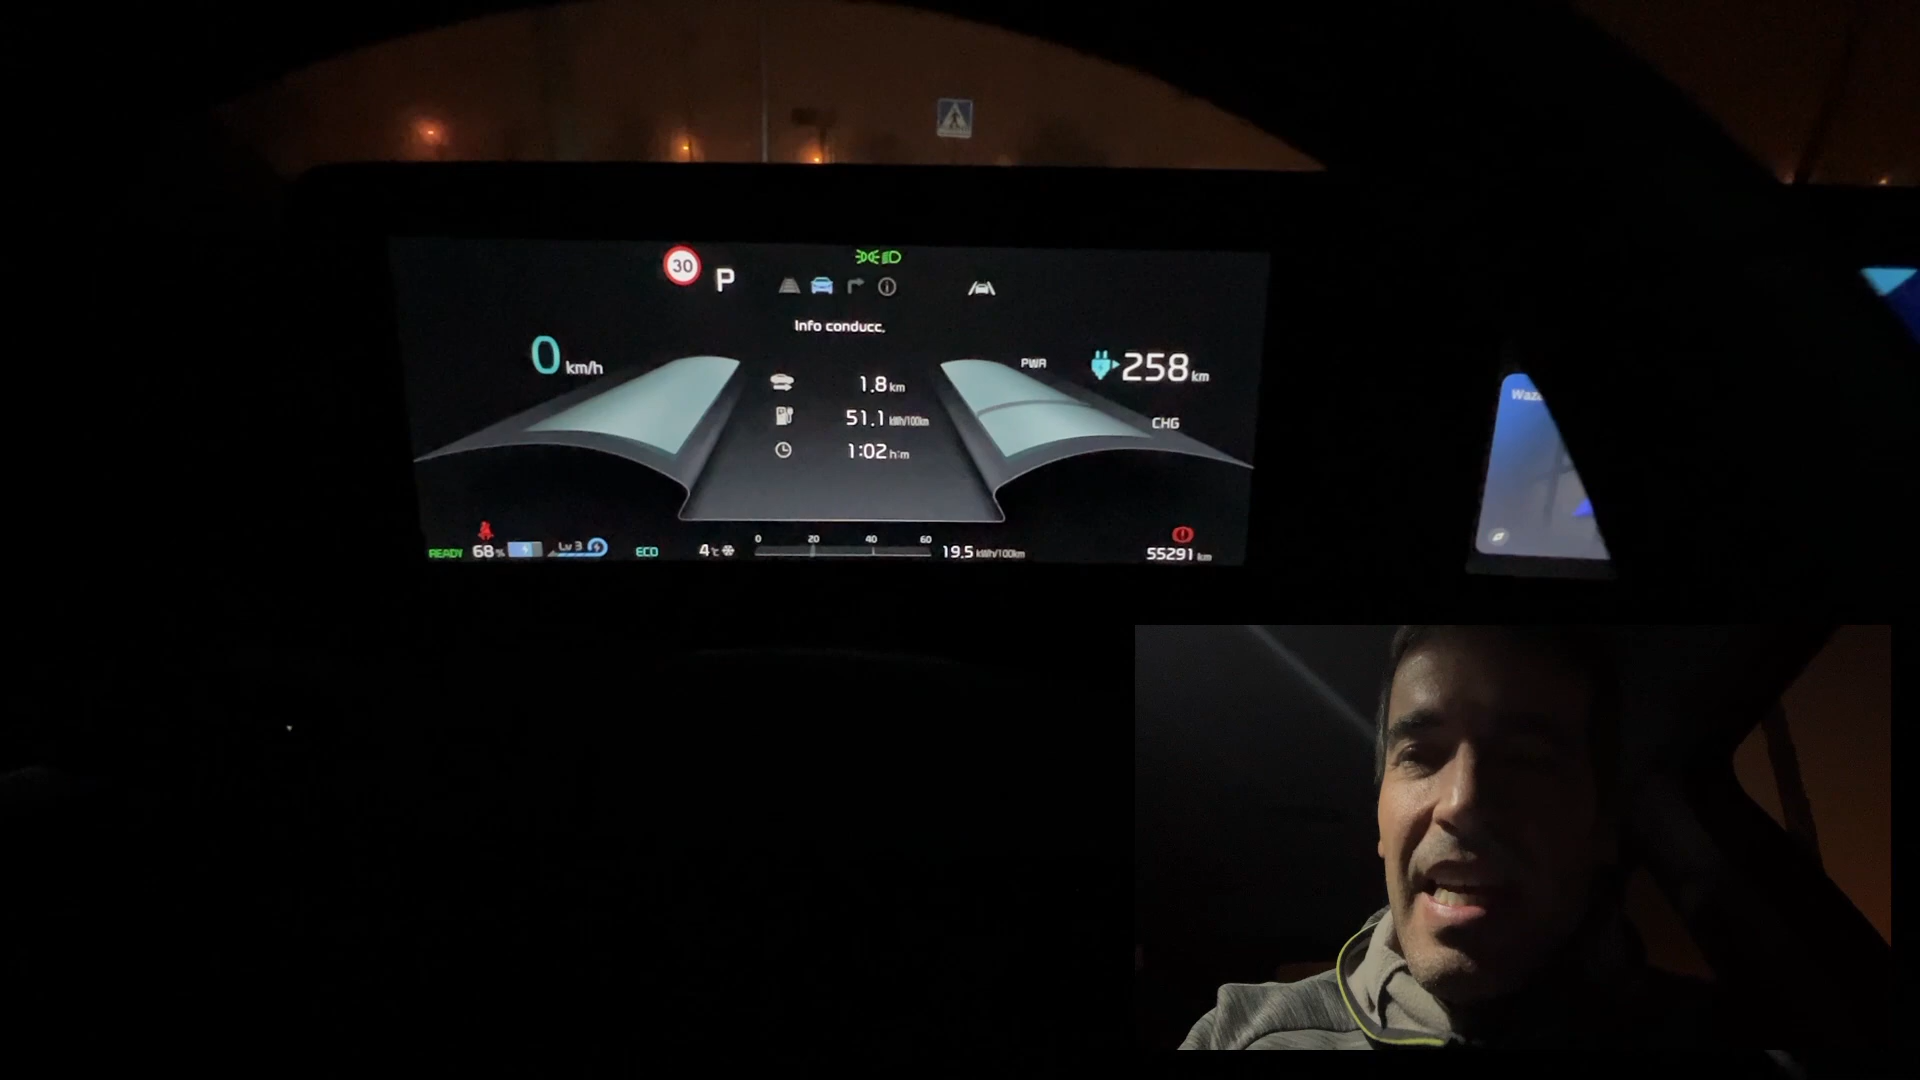 30
P
Info conducc.
0 km/h
1.8 km
51.1 kWh/100km
1:02 h:m
PWR
258 km
CHG
READY 68% Lv 3
ECO
4°C
0 20 40 60
19.5 kWh/100km
55291 km
Waze